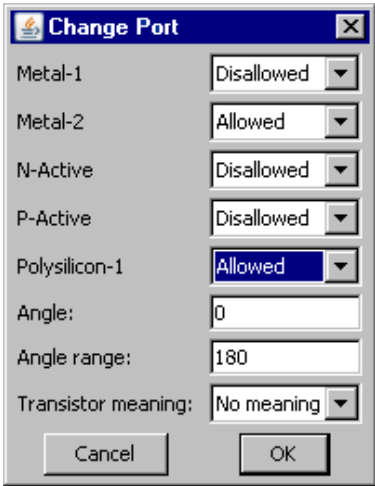 Change Port
Metal-1 Disallowed
Metal-2 Allowed
N-Active Disallowed
P-Active Disallowed
Polysilicon-1 Allowed
Angle: 0
Angle range: 180
Transistor meaning: No meaning
Cancel OK